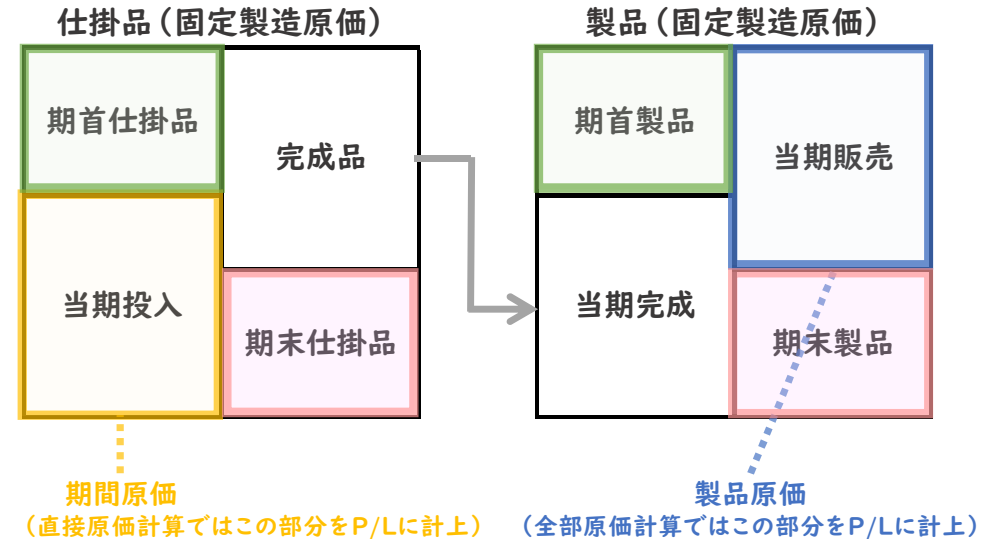 仕掛品（固定製造原価）
期首仕掛品
完成品
当期投入
期末仕掛品
期間原価
（直接原価計算ではこの部分をP/Lに計上）
製品（固定製造原価）
期首製品
当期販売
当期完成
期末製品
製品原価
（全部原価計算ではこの部分をP/Lに計上）